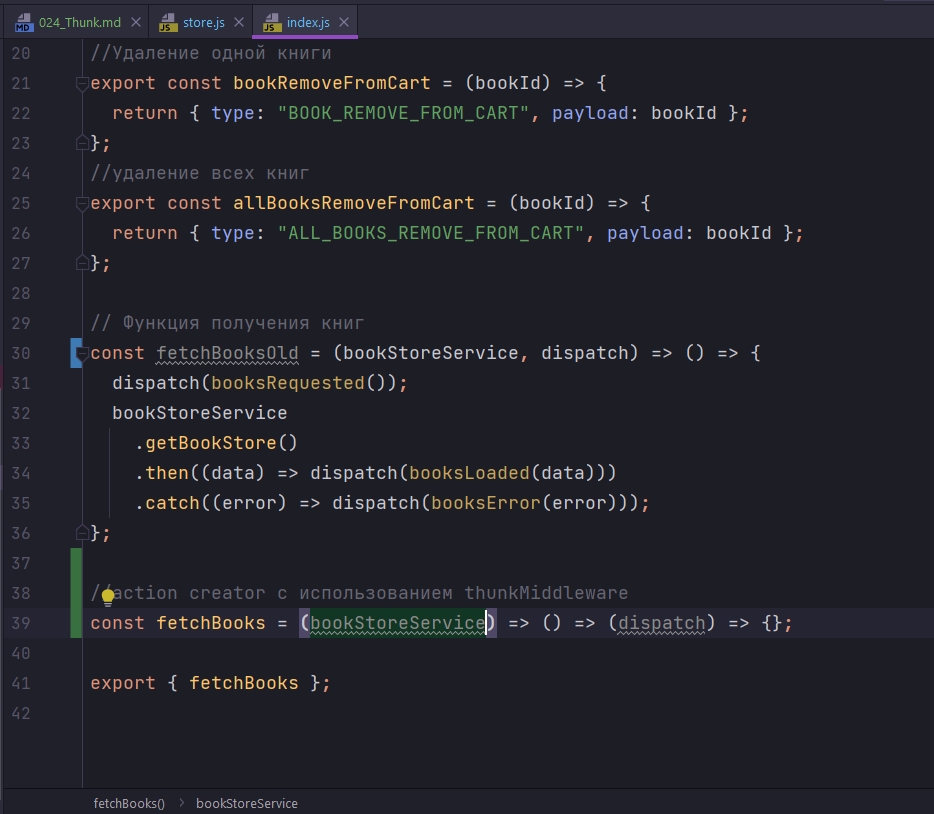 024_Thunk.md store.js index.js
20 //Удаление одной книги
21 export const bookRemoveFromCart = (bookId) => {
22 return { type: "BOOK_REMOVE_FROM_CART", payload: bookId };
23 };
24 //удаление всех книг
25 export const allBooksRemoveFromCart = (bookId) => {
26 return { type: "ALL_BOOKS_REMOVE_FROM_CART", payload: bookId };
27 };
28
29 // Функция получения книг
30 const fetchBooksOld = (bookStoreService, dispatch) => () => {
31 dispatch(booksRequested());
32 bookStoreService
33 .getBookStore()
34 .then((data) => dispatch(booksLoaded(data)))
35 .catch((error) => dispatch(booksError(error)));
36 };
37
38 //action creator с использованием thunkMiddleware
39 const fetchBooks = (bookStoreService) => () => (dispatch) => {};
40
41 export { fetchBooks };
42
fetchBooks() > bookStoreService